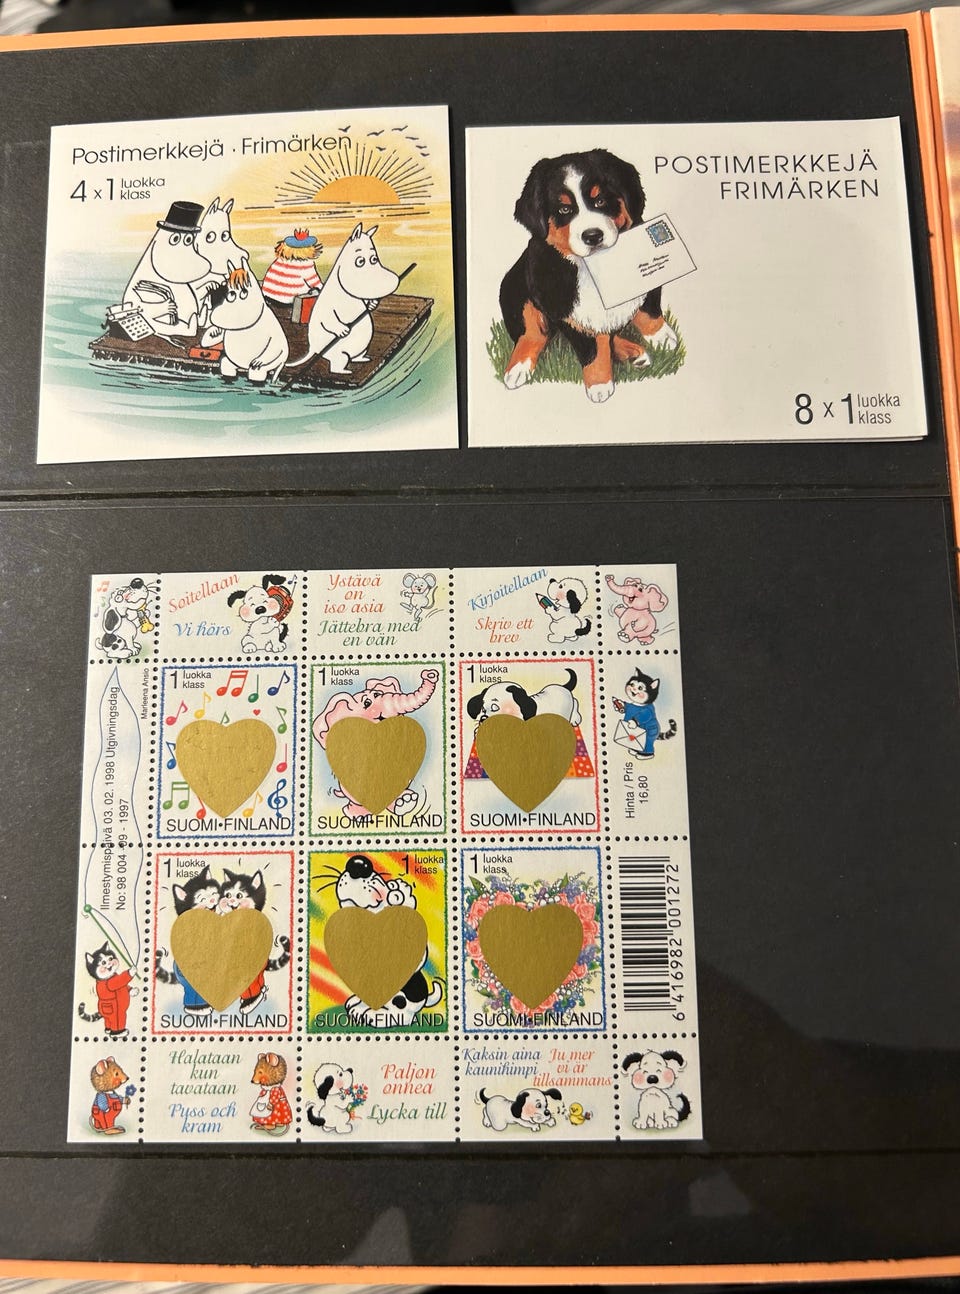 Postimerkkejä . Frimärken
4 x 1 luokka
klass
POSTIMERKKEJÄ
FRIMÄRKEN
8 x 1 luokka
klass
Soitellaan
Vi hörs
Ystävä
on
iso asia
Jättebra med
en vän
Kirjoitellaan
Skriv ett
brev
Ilmestymispäivä 03. 02. 1998 Utgivningsdag
No: 98 004 -09 - 1997
Marleena Ansio
1 luokka
klass
SUOMI•FINLAND
1 luokka
klass
SUOMI•FINLAND
1 luokka
klass
SUOMI•FINLAND
Hinta / Pris
16,80
1 luokka
klass
SUOMI•FINLAND
1 luokka
klass
SUOMI•FINLAND
1 luokka
klass
SUOMI•FINLAND
6 416982 001272
Halataan
kun
tavataan
Puss och
kram
Paljon
onnea
Lycka till
Kaksin aina
kauniimpi
Ju mer
vi är
tillsammans